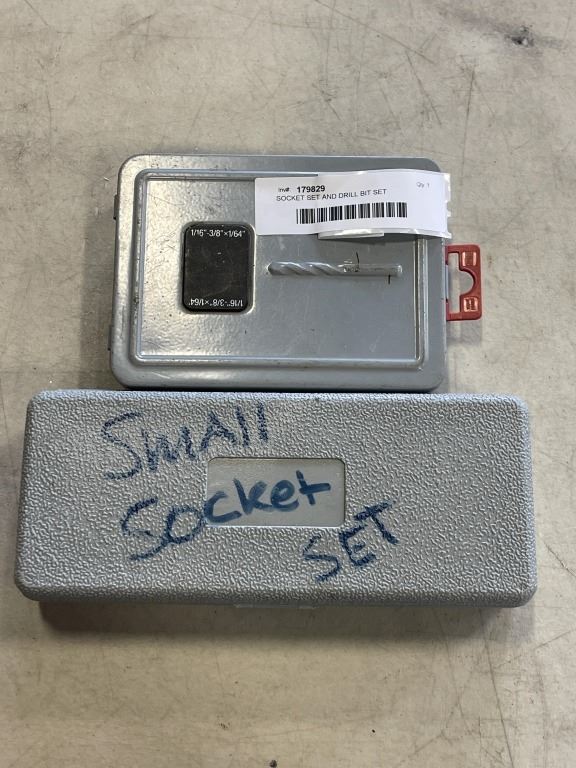 Inv#: 179829
Qty 1
SOCKET SET AND DRILL BIT SET
1/16"-3/8"×1/64"
1/16"-3/8"×1/64"
Small
Socket
SET